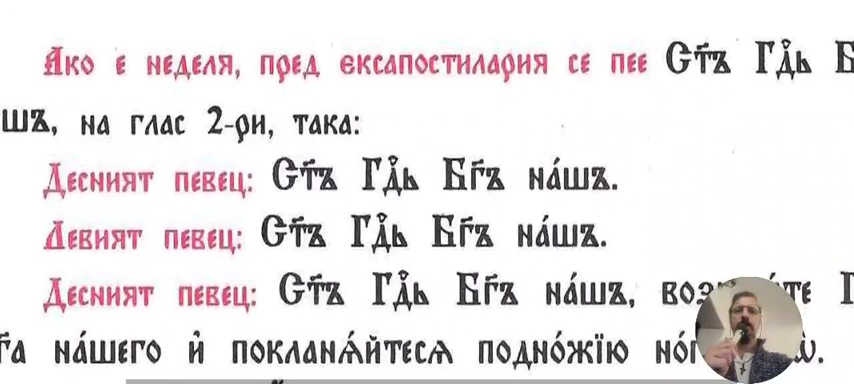 Ако е неделя, пред ексапостилария се пее Ст҃ъ Гдⷭ҇ь
шъ, на глас 2-ри, така:
Десният певец: Ст҃ъ Гдⷭ҇ь Бг҃ъ на́шъ.
Левият певец: Ст҃ъ Гдⷭ҇ь Бг҃ъ на́шъ.
Десният певец: Ст҃ъ Гдⷭ҇ь Бг҃ъ на́шъ,
на́шего и҆ покланѧ́йтесѧ подно́жїю